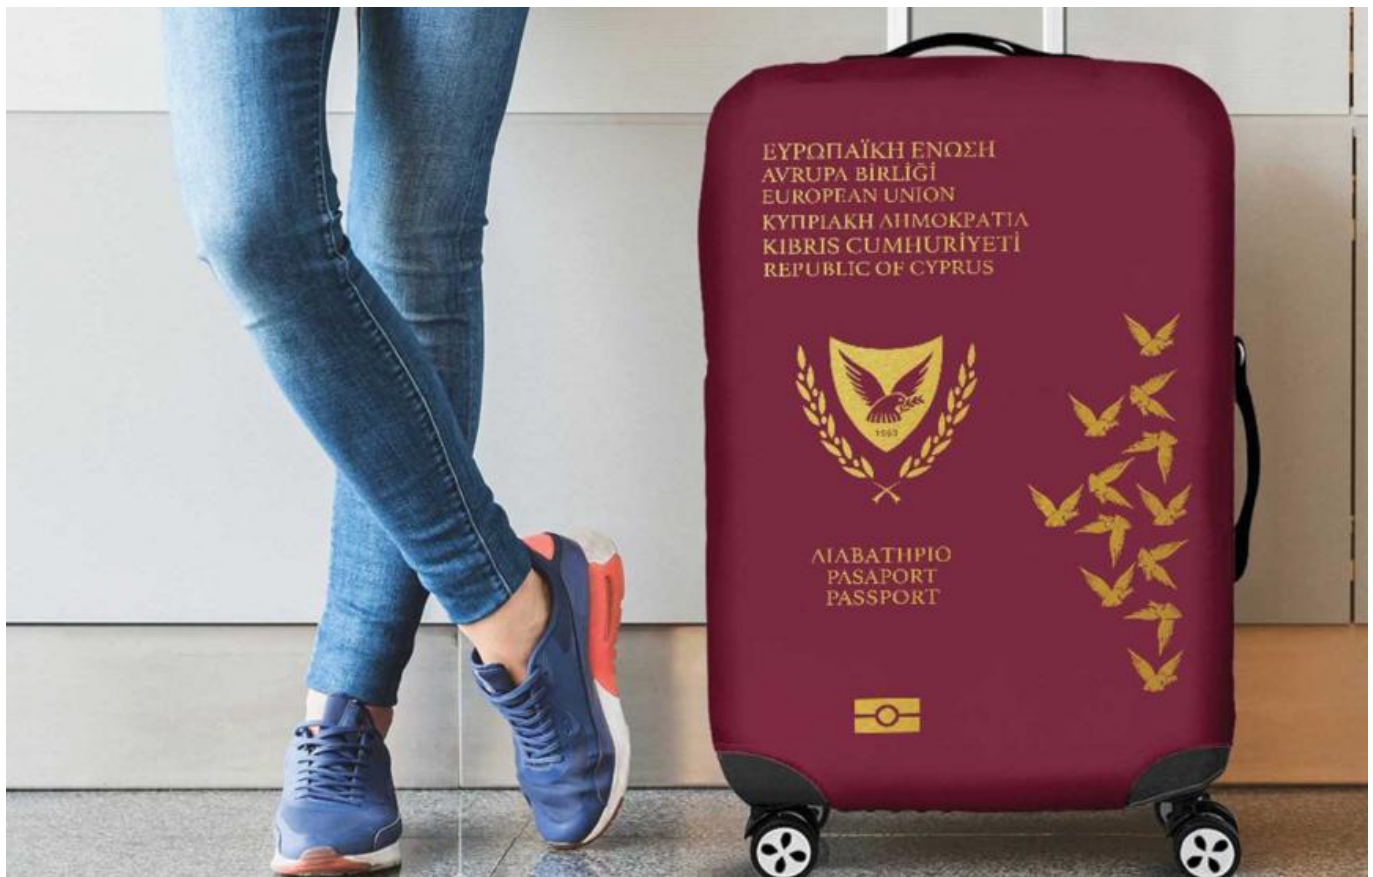 ΕΥΡΩΠΑΪΚΗ ΕΝΩΣΗ
AVRUPA BİRLİĞİ
EUROPEAN UNION
ΚΥΠΡΙΑΚΗ ΔΗΜΟΚΡΑΤΙΑ
KIBRIS CUMHURİYETİ
REPUBLIC OF CYPRUS
1960
ΔΙΑΒΑΤΗΡΙΟ
PASAPORT
PASSPORT